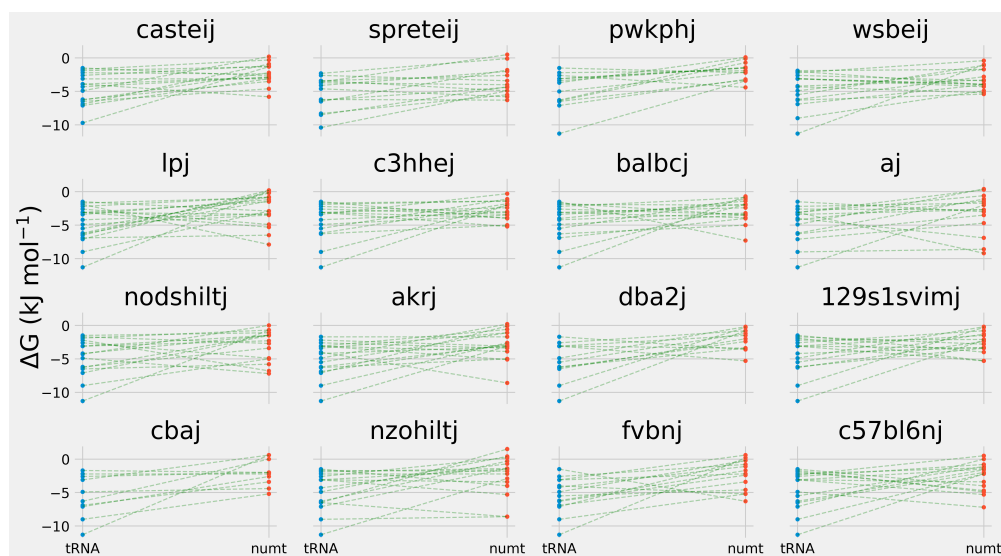 casteij spreteij pwkphj wsbeij
0
−5
−10
lpj c3hhej balbcj aj
0
−5
−10
ΔG (kJ mol−1)
nodshiltj akrj dba2j 129s1svimj
0
−5
−10
cbaj nzohiltj fvbnj c57bl6nj
0
−5
−10
tRNA numt tRNA numt tRNA numt tRNA numt